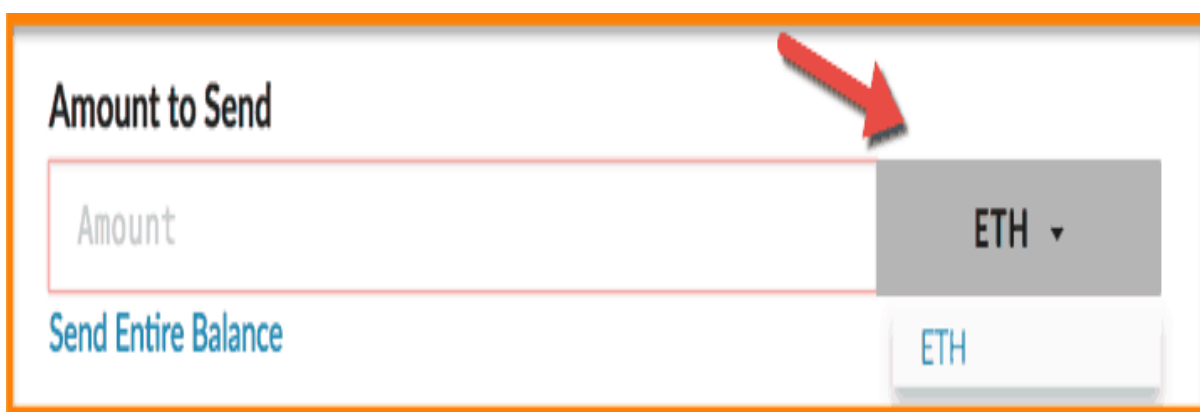 Amount to Send
Amount
ETH
Send Entire Balance
ETH